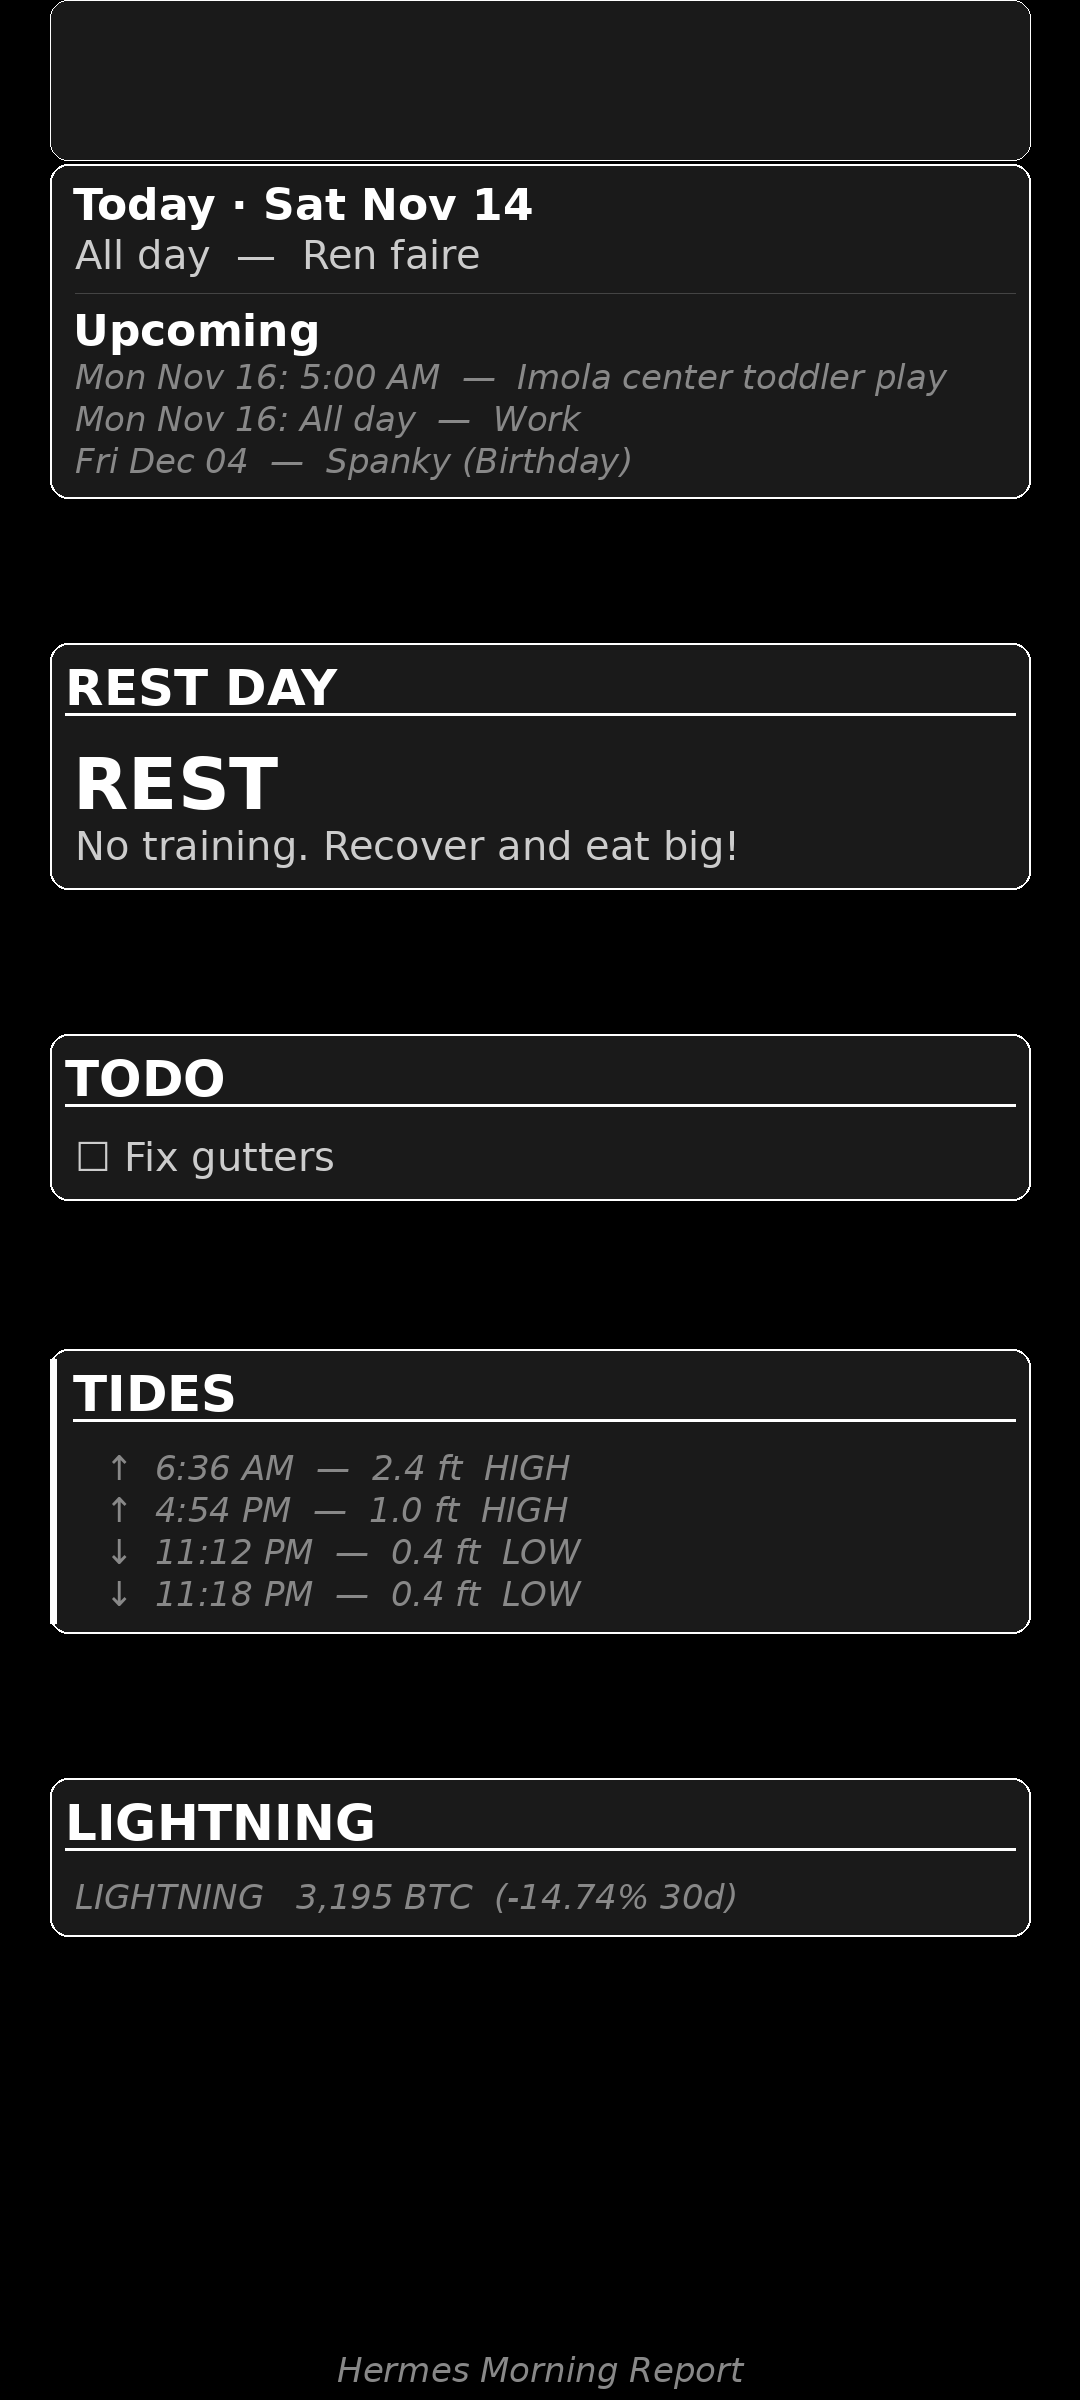 Today · Sat Nov 14
All day — Ren faire
Upcoming
Mon Nov 16: 5:00 AM — Imola center toddler play
Mon Nov 16: All day — Work
Fri Dec 04 — Spanky (Birthday)
REST DAY
REST
No training. Recover and eat big!
TODO
☐ Fix gutters
TIDES
↑ 6:36 AM — 2.4 ft HIGH
↑ 4:54 PM — 1.0 ft HIGH
↓ 11:12 PM — 0.4 ft LOW
↓ 11:18 PM — 0.4 ft LOW
LIGHTNING
LIGHTNING 3,195 BTC (-14.74% 30d)
Hermes Morning Report